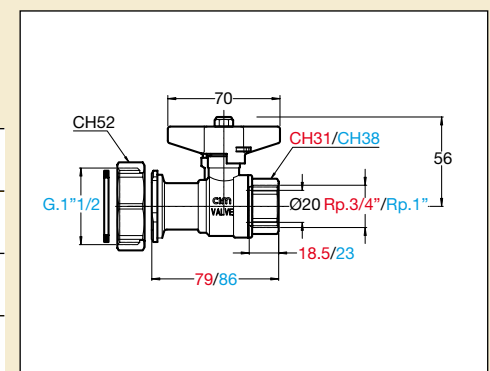 70
CH52
CH31/CH38
56
G.1"1/2
cim
VALVE
Ø20 Rp.3/4"/Rp.1"
18.5/23
79/86